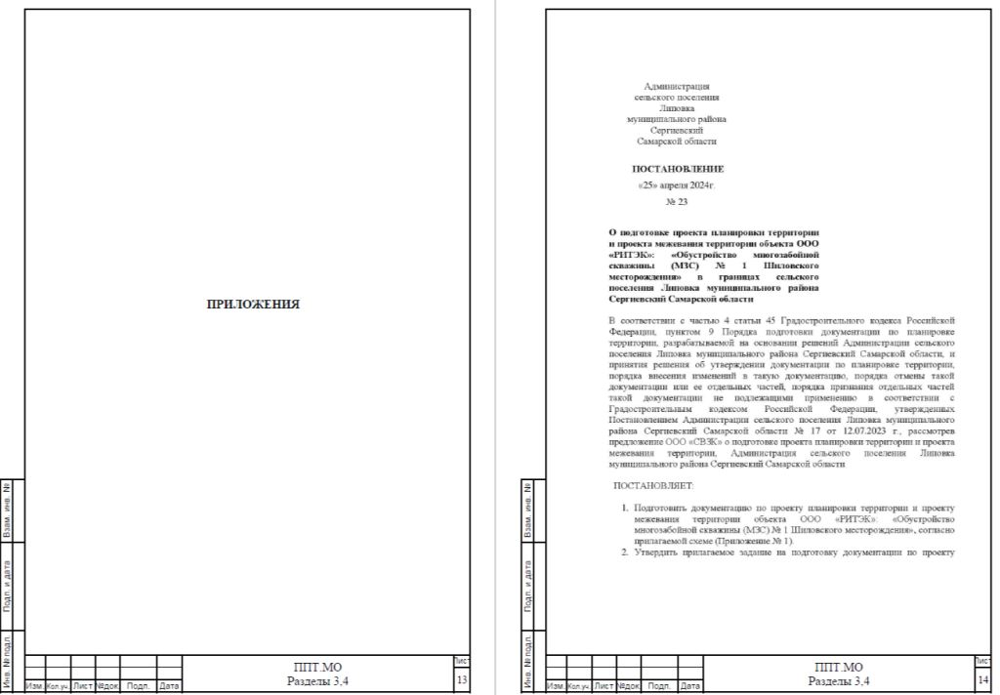 ПРИЛОЖЕНИЯ
Взам. инв. №
Подп. и дата
Инв. № подл.
Изм. Кол.уч. Лист №док. Подп. Дата
ППТ.МО
Разделы 3,4
Лист
13
Администрация
сельского поселения
Липовка
муниципального района
Сергиевский
Самарской области
ПОСТАНОВЛЕНИЕ
«25» апреля 2024г.
№ 23
О подготовке проекта планировки территории
и проекта межевания территории объекта ООО
«РИТЭК»: «Обустройство многозабойной
скважины (МЗС) № 1 Шиловского
месторождения» в границах сельского
поселения Липовка муниципального района
Сергиевский Самарской области
В соответствии с частью 4 статьи 45 Градостроительного кодекса Российской
Федерации, пунктом 9 Порядка подготовки документации по планировке
территории, разрабатываемой на основании решений Администрации сельского
поселения Липовка муниципального района Сергиевский Самарской области, и
принятия решения об утверждении документации по планировке территории,
порядка внесения изменений в такую документацию, порядка отмены такой
документации или ее отдельных частей, порядка признания отдельных частей
такой документации не подлежащими применению в соответствии с
Градостроительным кодексом Российской Федерации, утвержденных
Постановлением Администрации сельского поселения Липовка муниципального
района Сергиевский Самарской области № 17 от 12.07.2023 г., рассмотрев
предложение ООО «СВЗК» о подготовке проекта планировки территории и проекта
межевания территории, Администрация сельского поселения Липовка
муниципального района Сергиевский Самарской области
ПОСТАНОВЛЯЕТ:
1. Подготовить документацию по проекту планировки территории и проекту
межевания территории объекта ООО «РИТЭК»: «Обустройство
многозабойной скважины (МЗС) № 1 Шиловского месторождения», согласно
прилагаемой схеме (Приложение № 1).
2. Утвердить прилагаемое задание на подготовку документации по проекту
Взам. инв. №
Подп. и дата
Инв. № подл.
Изм. Кол.уч. Лист №док. Подп. Дата
ППТ.МО
Разделы 3,4
Лист
14